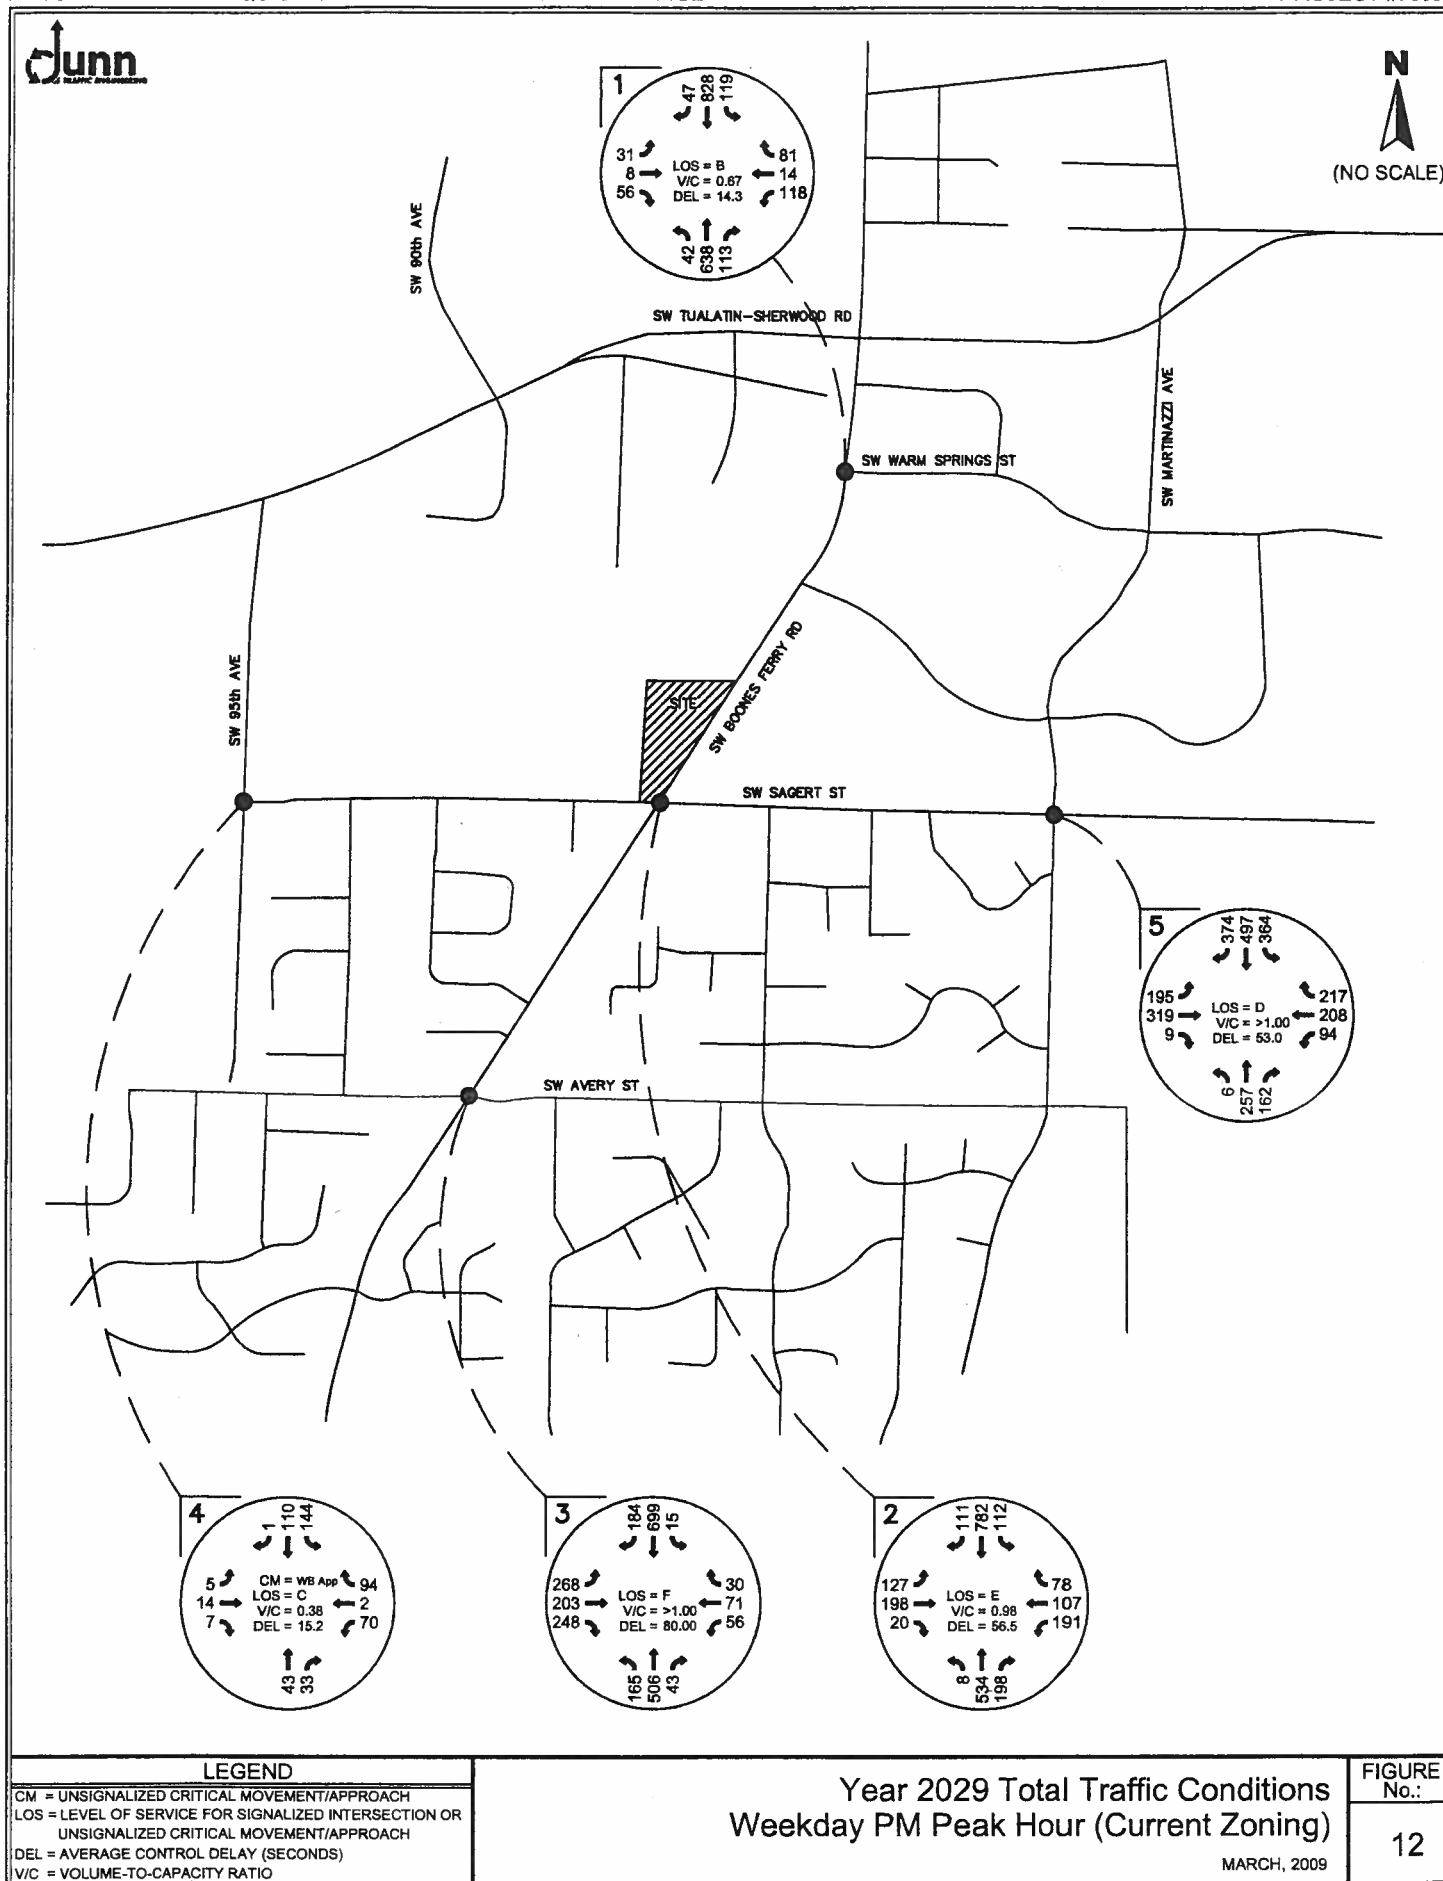 Dunn
TRAFFIC ENGINEERING
N
(NO SCALE)
1
47 828 119
31
8
56
LOS = B
V/C = 0.67
DEL = 14.3
81
14
118
42 638 113
SW 90th AVE
SW TUALATIN-SHERWOOD RD
SW MARTINAZZI AVE
SW WARM SPRINGS ST
SW BOONES FERRY RD
SW 95th AVE
SITE
SW SAGERT ST
5
374 497 364
195
319
9
LOS = D
V/C = >1.00
DEL = 53.0
217
208
94
6 257 162
SW AVERY ST
4
1 110 144
5
14
7
CM = WB App
LOS = C
V/C = 0.38
DEL = 15.2
94
2
70
43 33
3
184 699 15
268
203
248
LOS = F
V/C = >1.00
DEL = 80.00
30
71
56
165 506 43
2
111 782 112
127
198
20
LOS = E
V/C = 0.98
DEL = 56.5
78
107
191
8 534 198
LEGEND
CM = UNSIGNALIZED CRITICAL MOVEMENT/APPROACH
LOS = LEVEL OF SERVICE FOR SIGNALIZED INTERSECTION OR
UNSIGNALIZED CRITICAL MOVEMENT/APPROACH
DEL = AVERAGE CONTROL DELAY (SECONDS)
V/C = VOLUME-TO-CAPACITY RATIO
Year 2029 Total Traffic Conditions
Weekday PM Peak Hour (Current Zoning)
MARCH, 2009
FIGURE
No.:
12